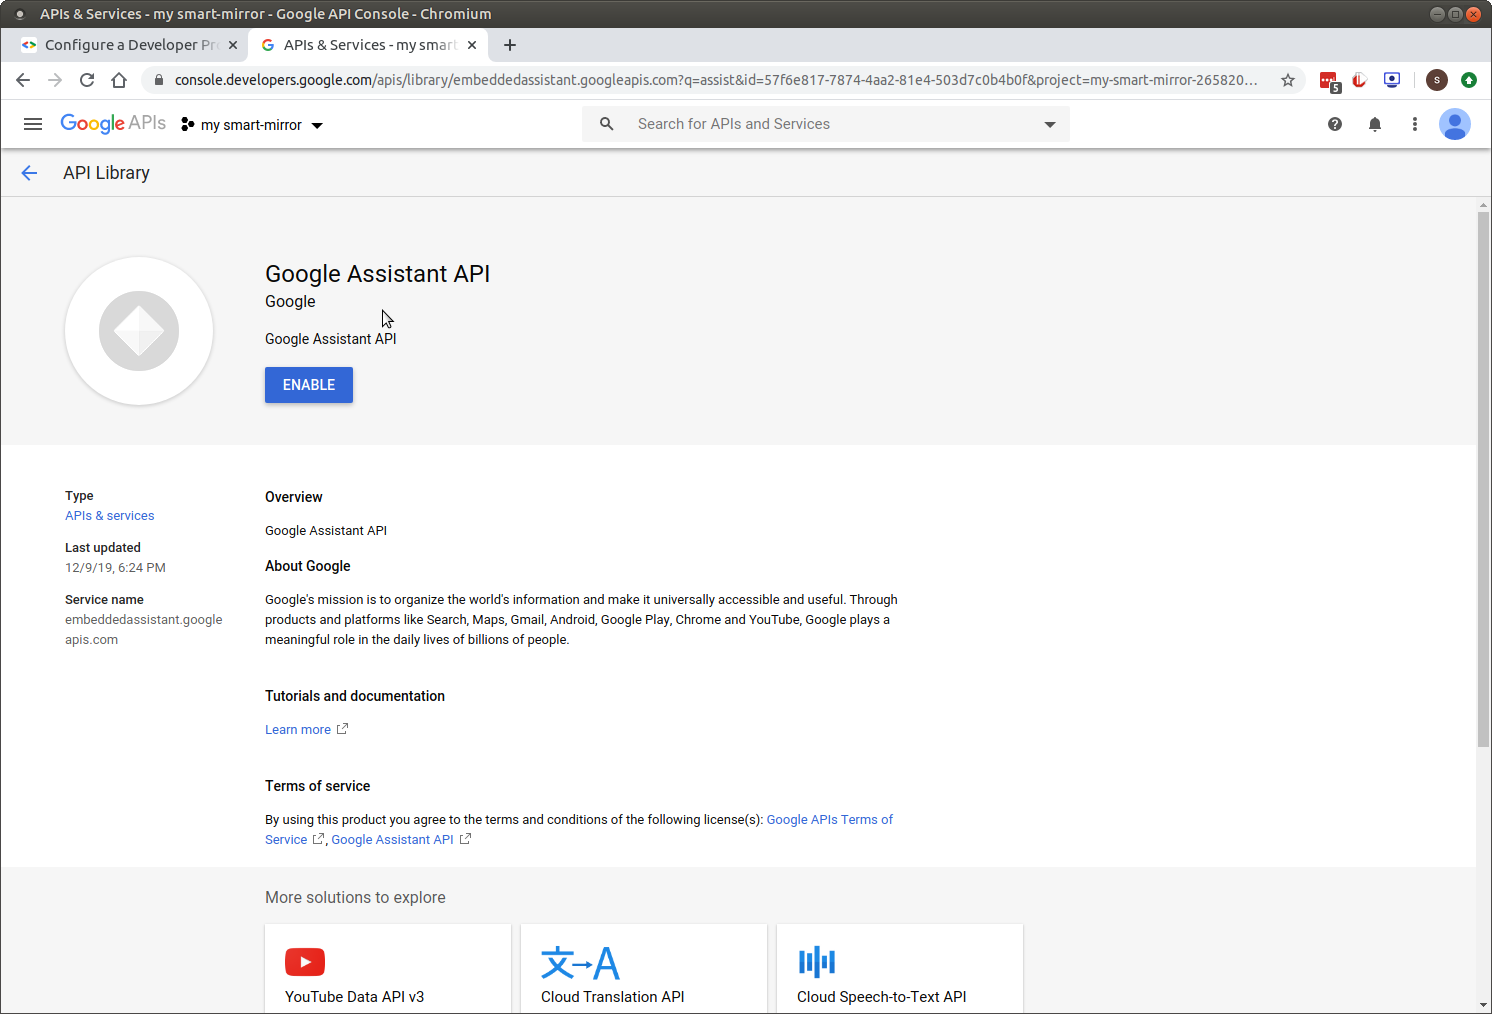 APIs & Services - my smart-mirror - Google API Console - Chromium
Configure a Developer Pr
APIs & Services - my smart
console.developers.google.com/apis/library/embeddedassistant.googleapis.com?q=assist&id=57f6e817-7874-4aa2-81e4-503d7c0b4b0f&project=my-smart-mirror-265820...
5
S
Google APIs
my smart-mirror
Search for APIs and Services
API Library
Google Assistant API
Google
Google Assistant API
ENABLE
Type
APIs & services
Last updated
12/9/19, 6:24 PM
Service name
embeddedassistant.google
apis.com
Overview
Google Assistant API
About Google
Google's mission is to organize the world's information and make it universally accessible and useful. Through
products and platforms like Search, Maps, Gmail, Android, Google Play, Chrome and YouTube, Google plays a
meaningful role in the daily lives of billions of people.
Tutorials and documentation
Learn more
Terms of service
By using this product you agree to the terms and conditions of the following license(s): Google APIs Terms of
Service , Google Assistant API
More solutions to explore
YouTube Data API v3
文→A
Cloud Translation API
Cloud Speech-to-Text API